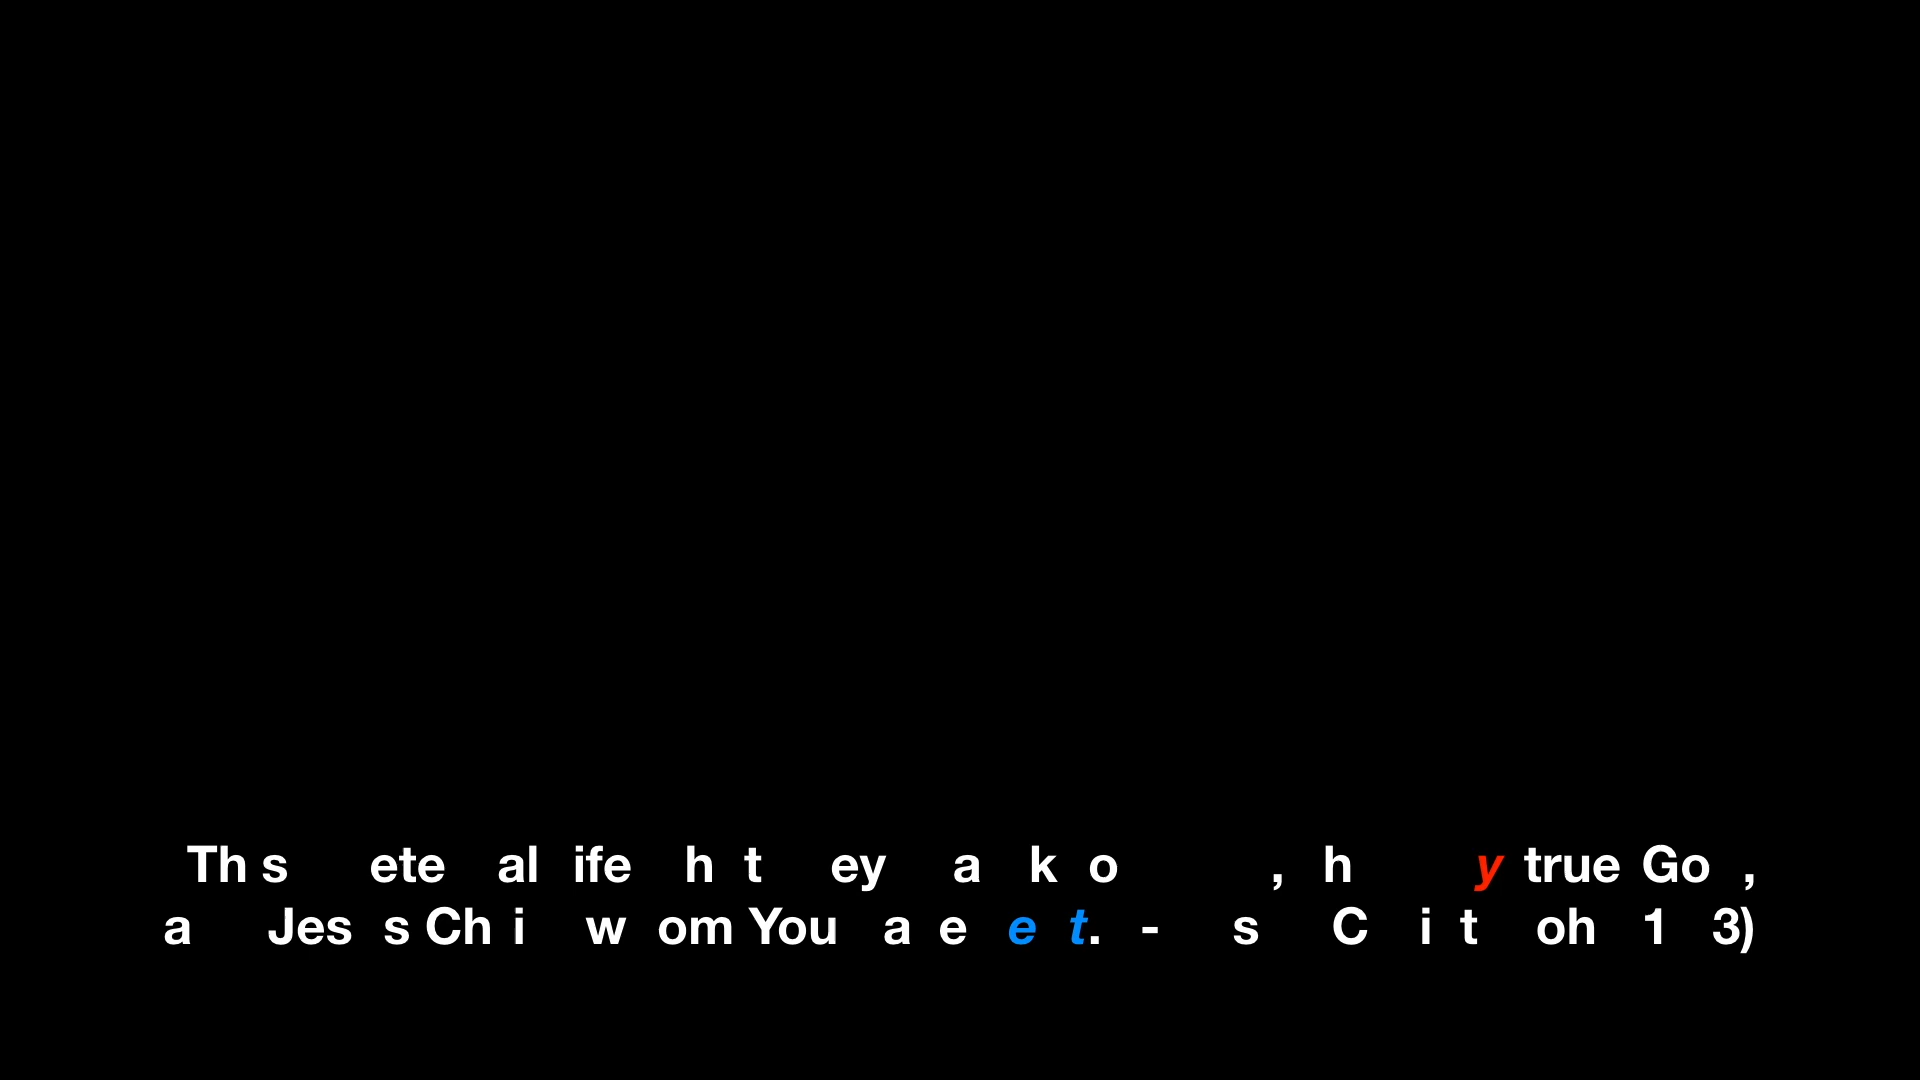 Th s ete al ife h t ey a k o , h y true Go ,
a Jes s Ch i w om You a e e t. - s C i t oh 1 3)